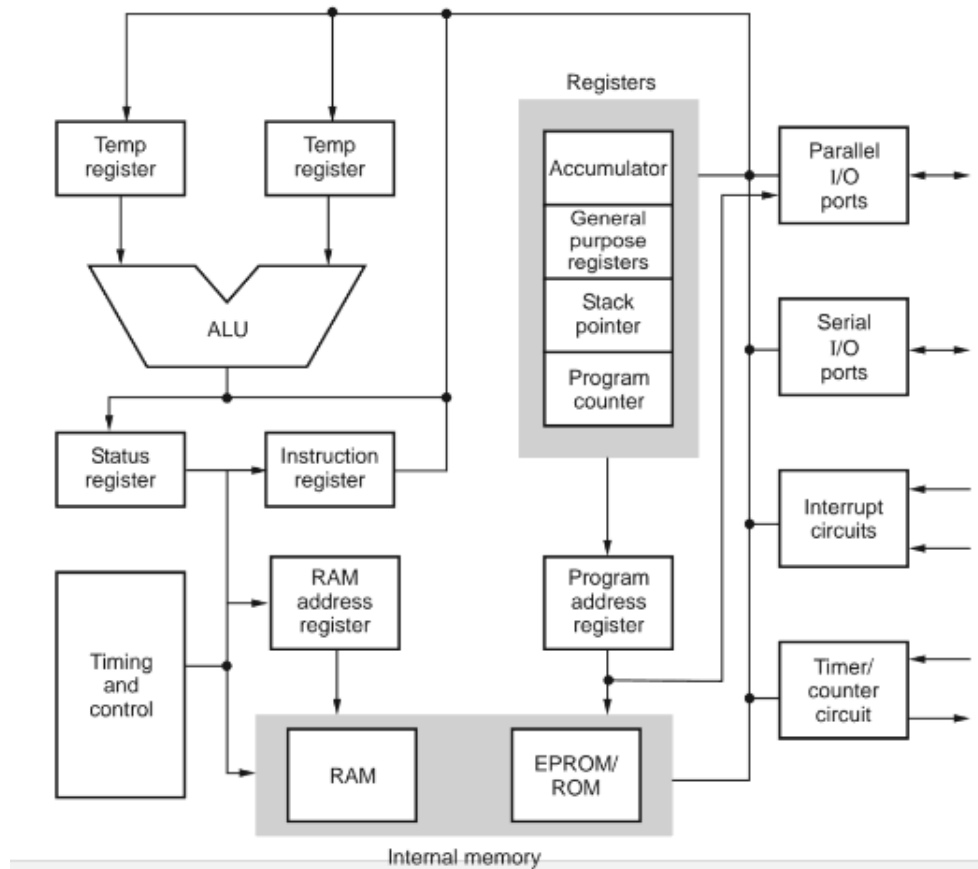 Registers
Temp
register
Temp
register
Accumulator
General
purpose
registers
Stack
pointer
Program
counter
Parallel
I/O
ports
ALU
Serial
I/O
ports
Status
register
Instruction
register
Interrupt
circuits
RAM
address
register
Program
address
register
Timing
and
control
Timer/
counter
circuit
RAM
EPROM/
ROM
Internal memory